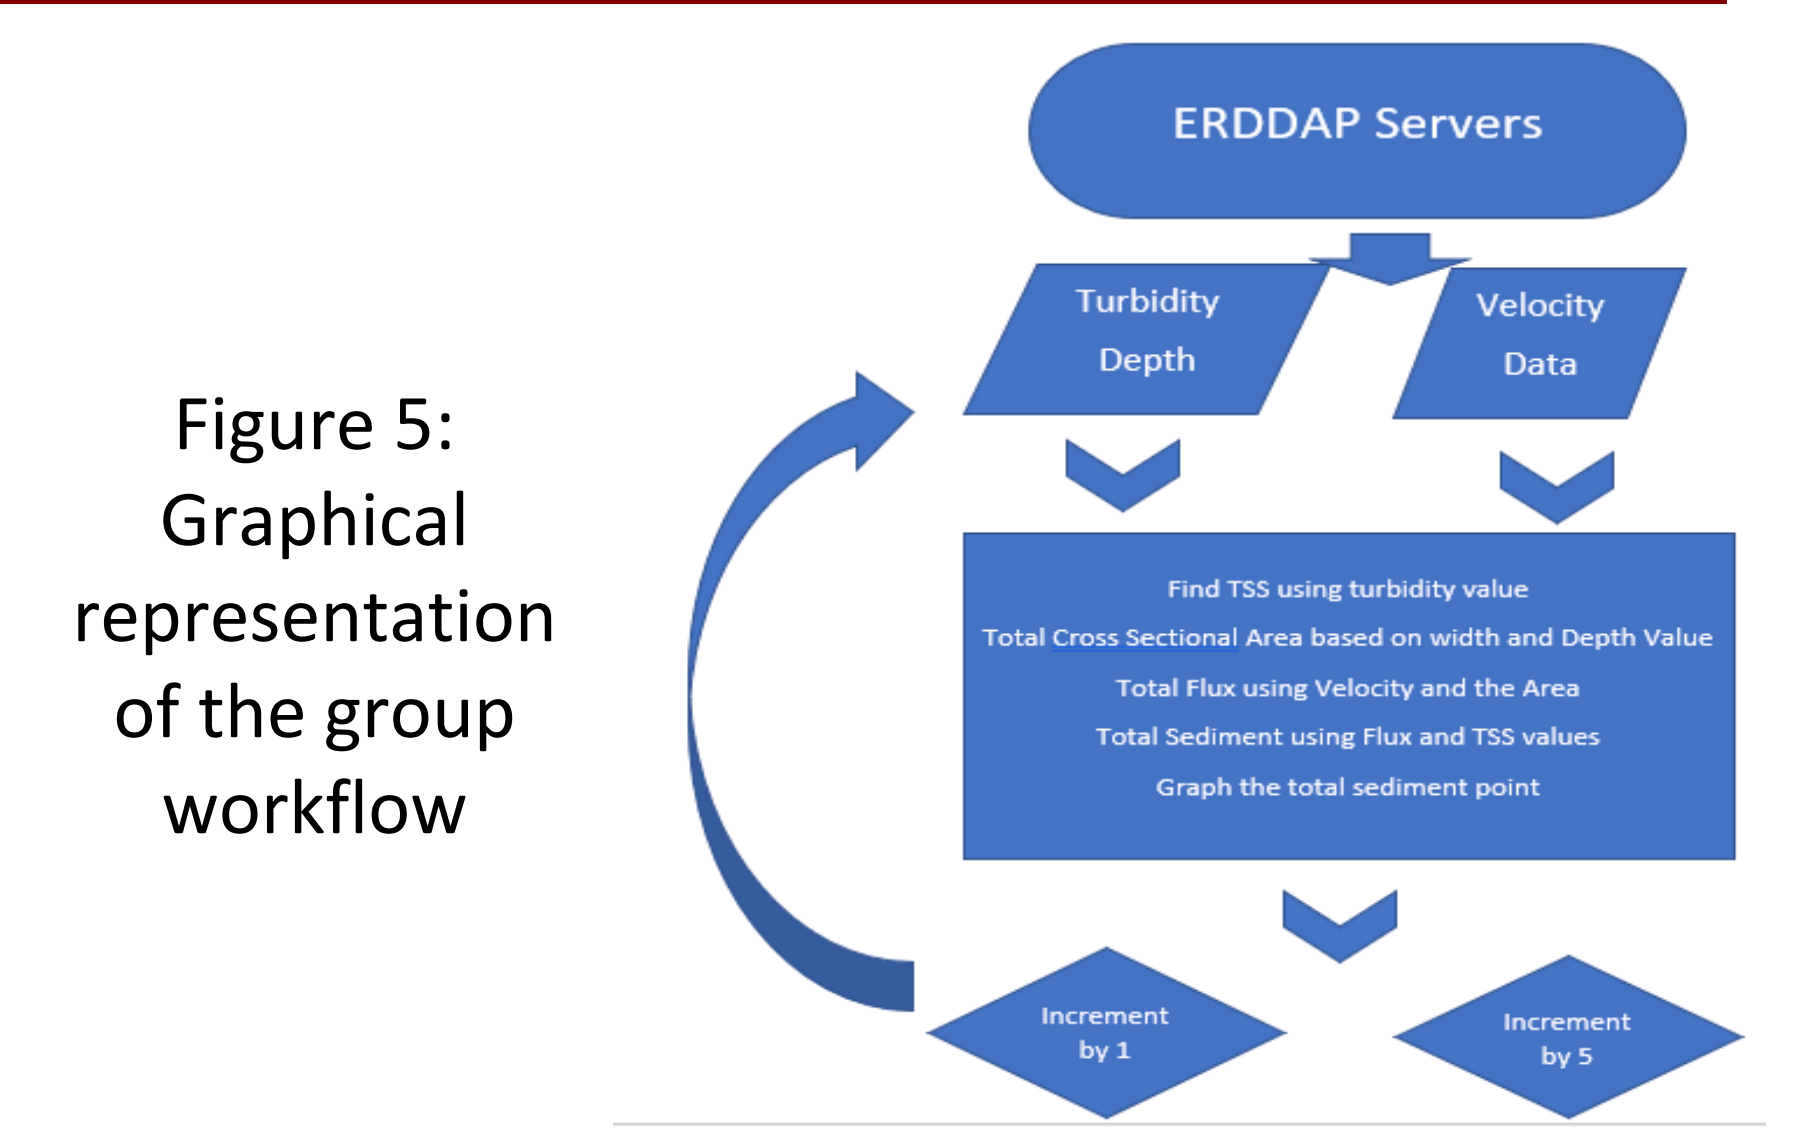 Figure 5:
Graphical
representation
of the group
workflow
ERDDAP Servers
Turbidity
Depth
Velocity
Data
Find TSS using turbidity value
Total Cross Sectional Area based on width and Depth Value
Total Flux using Velocity and the Area
Total Sediment using Flux and TSS values
Graph the total sediment point
Increment
by 1
Increment
by 5